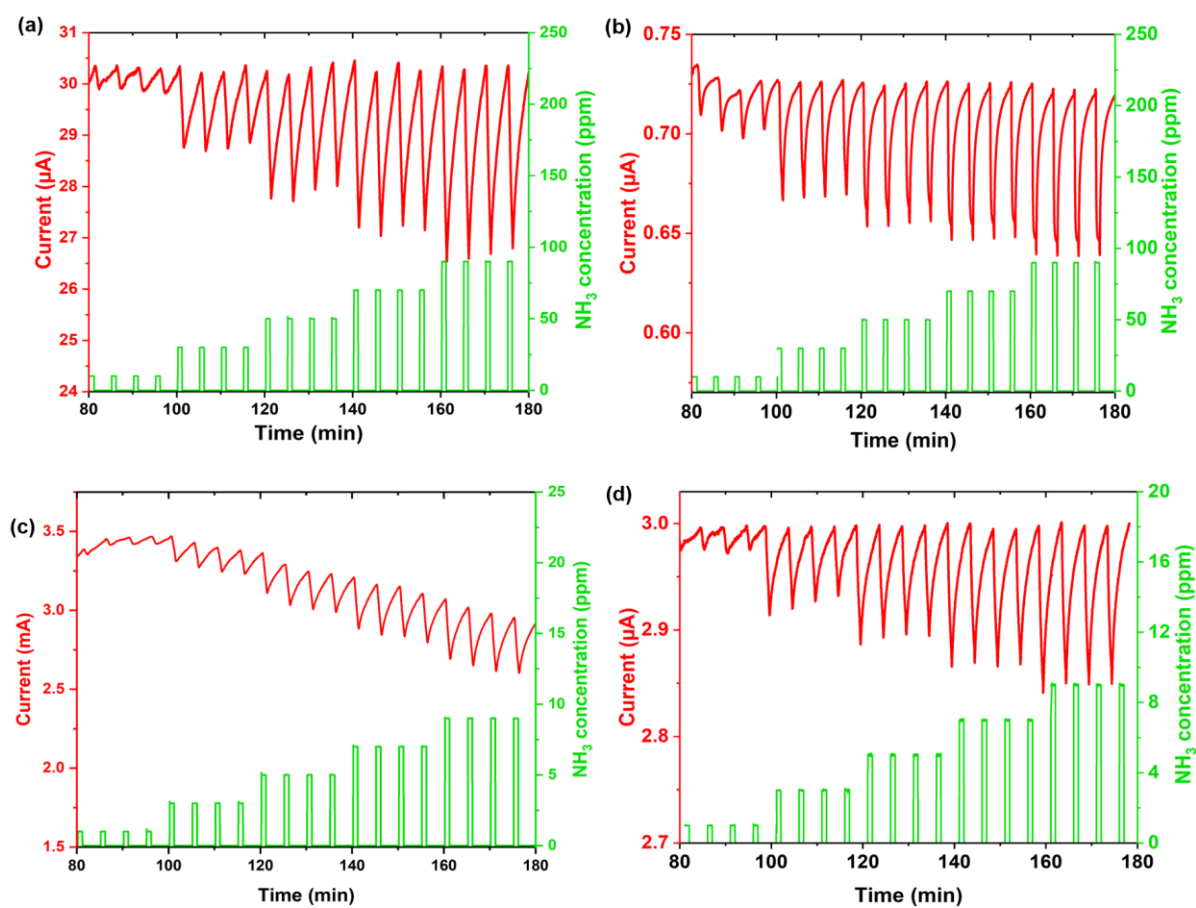 (a)
31
30
29
28
27
26
25
24
Current (µA)
250
200
150
100
50
0
NH₃ concentration (ppm)
80 100 120 140 160 180
Time (min)
(b)
0.75
0.70
0.65
0.60
Current (µA)
250
200
150
100
50
0
NH₃ concentration (ppm)
80 100 120 140 160 180
Time (min)
(c)
3.5
3.0
2.5
2.0
1.5
Current (mA)
25
20
15
10
5
0
NH₃ concentration (ppm)
80 100 120 140 160 180
Time (min)
(d)
3.0
2.9
2.8
2.7
Current (µA)
20
16
12
8
4
0
NH₃ concentration (ppm)
80 100 120 140 160 180
Time (min)